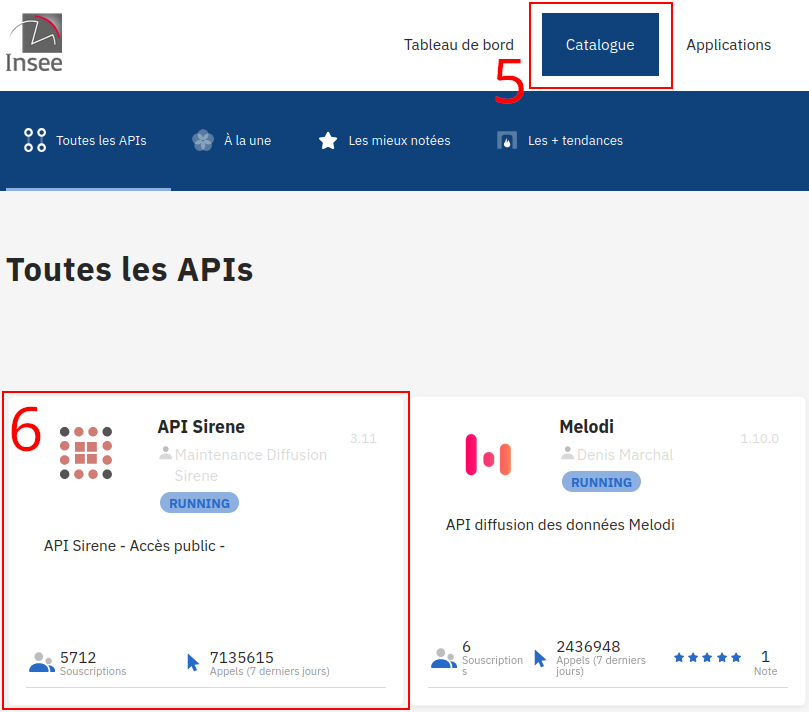 Insee
Tableau de bord
Catalogue
Applications
5
Toutes les APIs
À la une
Les mieux notées
Les + tendances
Toutes les APIs
6
API Sirene
3.11
Maintenance Diffusion
Sirene
RUNNING
API Sirene - Accès public -
5712
Souscriptions
7135615
Appels (7 derniers jours)
Melodi
1.10.0
Denis Marchal
RUNNING
API diffusion des données Melodi
6
Souscription
s
2436948
Appels (7 derniers
jours)
1
Note